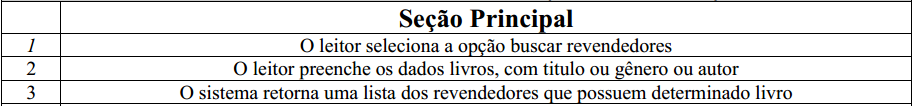 Seção Principal
1 O leitor seleciona a opção buscar revendedores
2 O leitor preenche os dados livros, com titulo ou gênero ou autor
3 O sistema retorna uma lista dos revendedores que possuem determinado livro